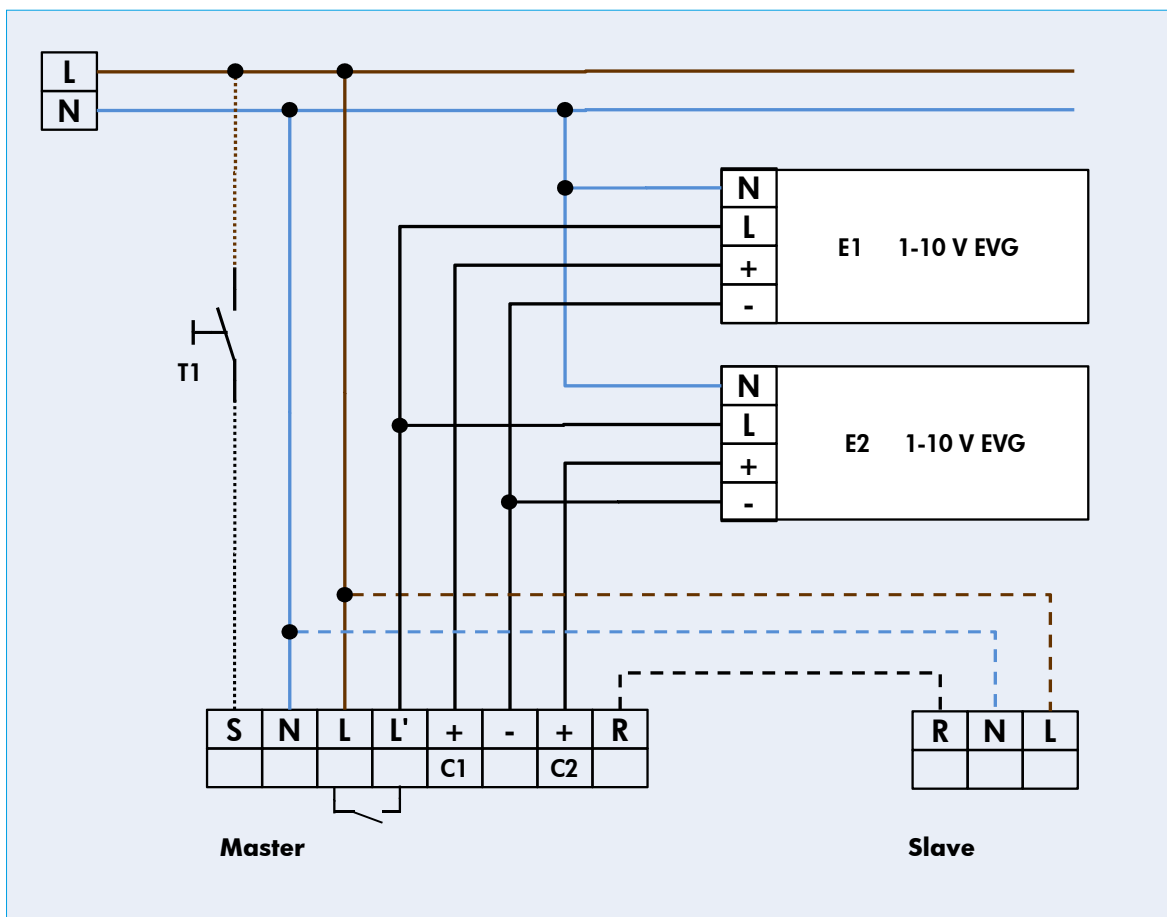 L
N
N
L
+
-
E1 1-10 V EVG
T1
N
L
+
-
E2 1-10 V EVG
S N L L' + - + R
C1 C2
R N L
Master
Slave